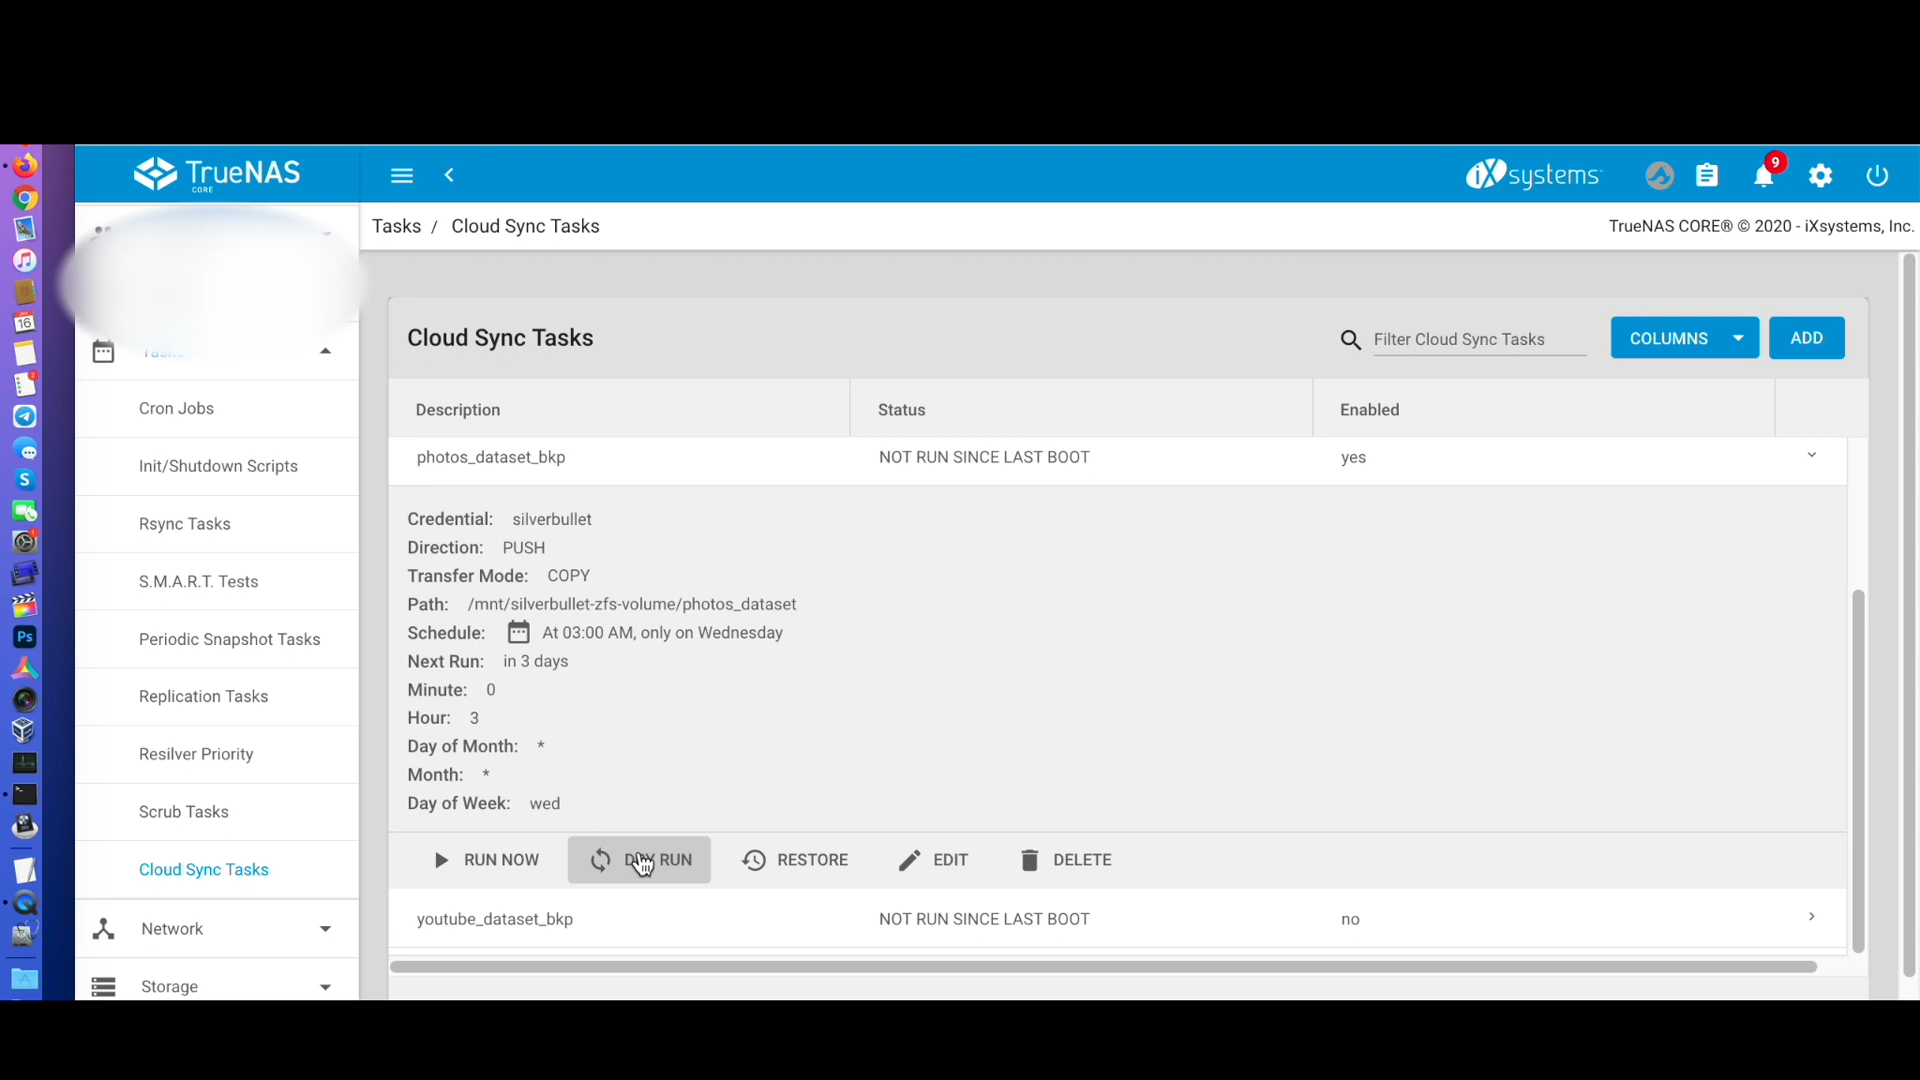 TrueNAS
CORE
iXsystems
9
Tasks / Cloud Sync Tasks
TrueNAS CORE® © 2020 - iXsystems, Inc.
Cloud Sync Tasks
Filter Cloud Sync Tasks
COLUMNS
ADD
Tasks
Cron Jobs
Init/Shutdown Scripts
Rsync Tasks
S.M.A.R.T. Tests
Periodic Snapshot Tasks
Replication Tasks
Resilver Priority
Scrub Tasks
Cloud Sync Tasks
Network
Storage
Description Status Enabled
photos_dataset_bkp NOT RUN SINCE LAST BOOT yes
Credential: silverbullet
Direction: PUSH
Transfer Mode: COPY
Path: /mnt/silverbullet-zfs-volume/photos_dataset
Schedule: At 03:00 AM, only on Wednesday
Next Run: in 3 days
Minute: 0
Hour: 3
Day of Month: *
Month: *
Day of Week: wed
RUN NOW DRY RUN RESTORE EDIT DELETE
youtube_dataset_bkp NOT RUN SINCE LAST BOOT no
16
2
S
Ps